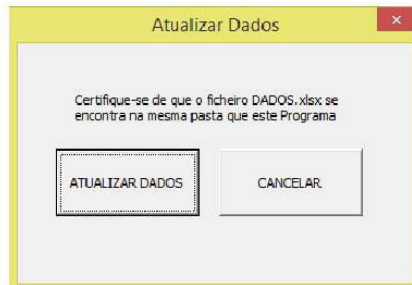 Atualizar Dados
Certifique-se de que o ficheiro DADOS.xlsx se
encontra na mesma pasta que este Programa
ATUALIZAR DADOS
CANCELAR